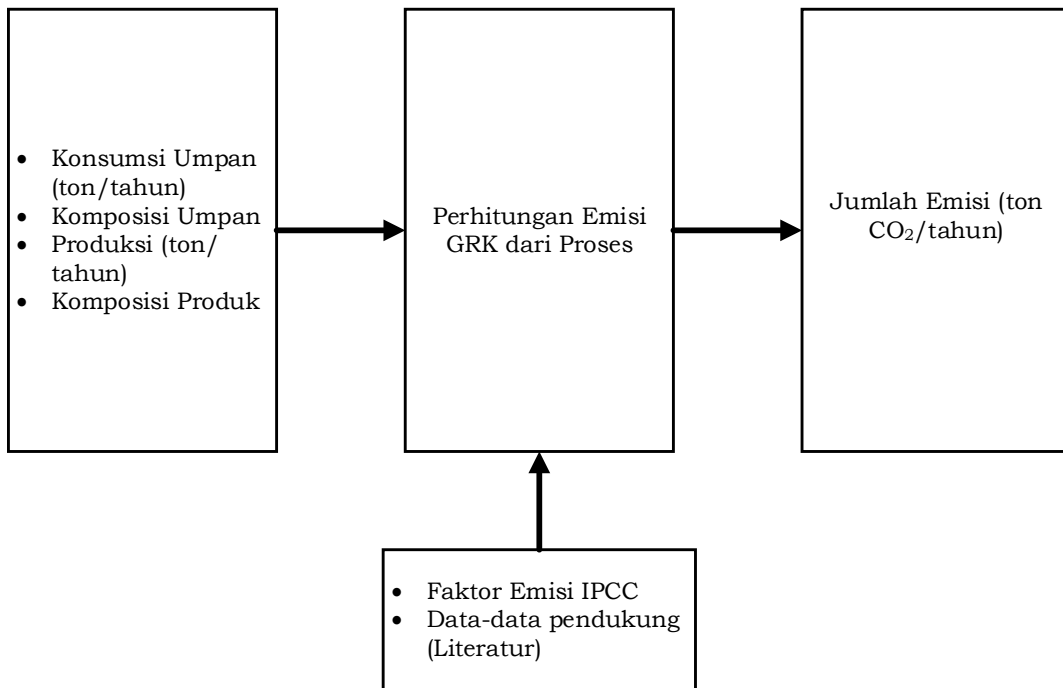 • Konsumsi Umpan
(ton/tahun)
• Komposisi Umpan
• Produksi (ton/
tahun)
• Komposisi Produk
Perhitungan Emisi
GRK dari Proses
Jumlah Emisi (ton
CO₂/tahun)
• Faktor Emisi IPCC
• Data-data pendukung
(Literatur)